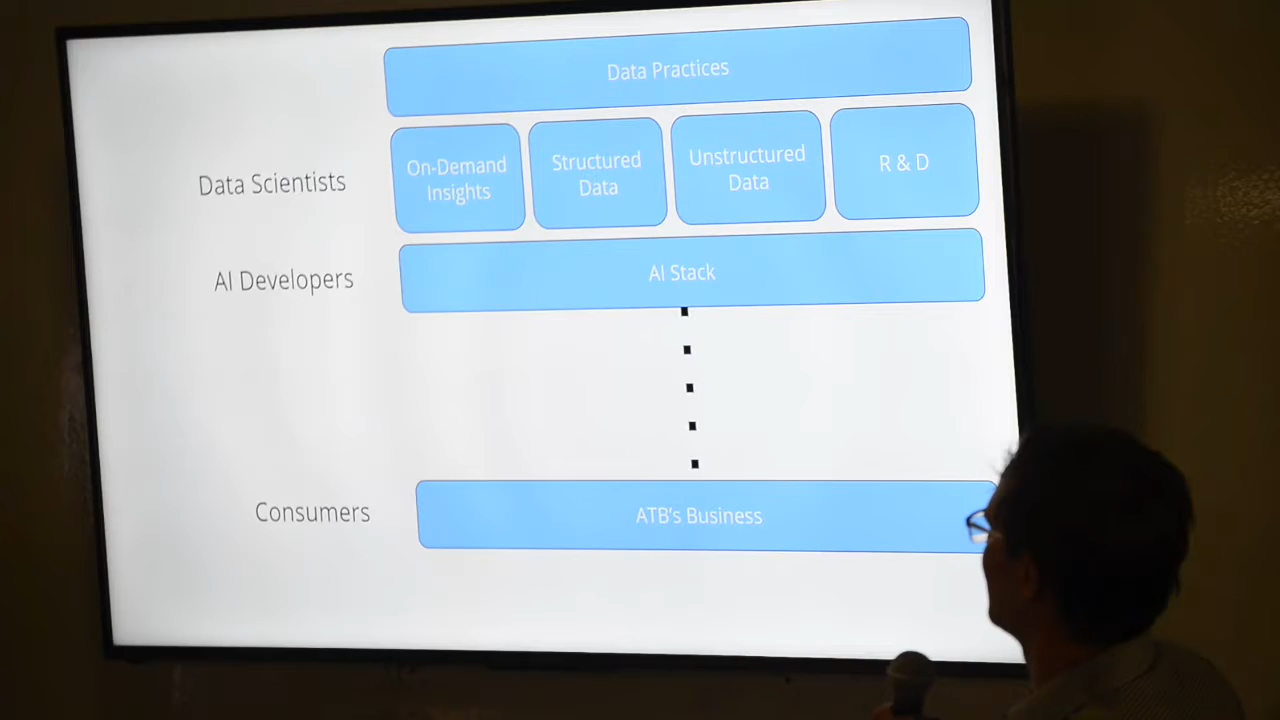 Data Practices
Data Scientists
On-Demand
Insights
Structured
Data
Unstructured
Data
R & D
AI Developers
AI Stack
Consumers
ATB's Business